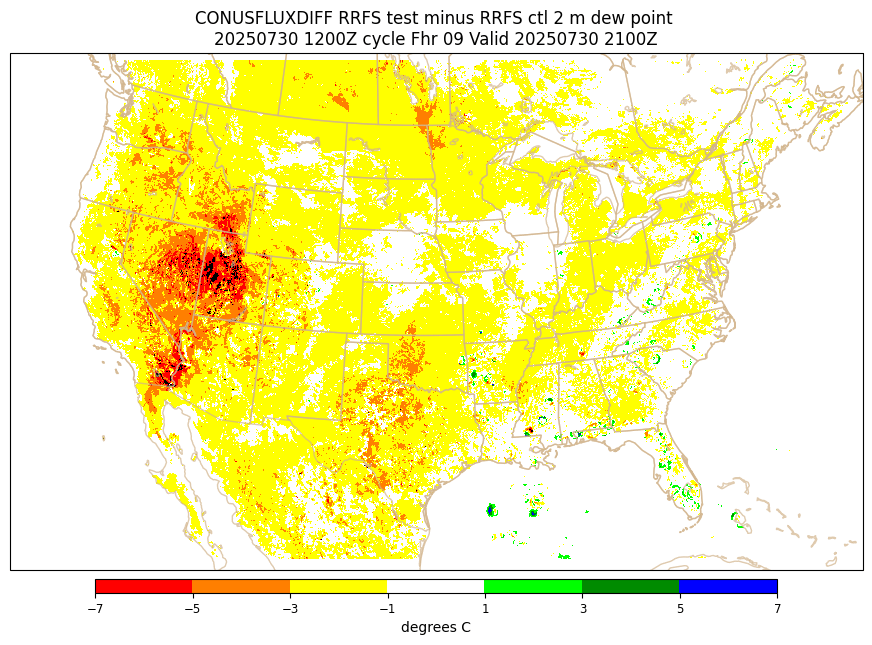 CONUSFLUXDIFF RRFS test minus RRFS ctl 2 m dew point
20250730 1200Z cycle Fhr 09 Valid 20250730 2100Z
−7 −5 −3 −1 1 3 5 7
degrees C